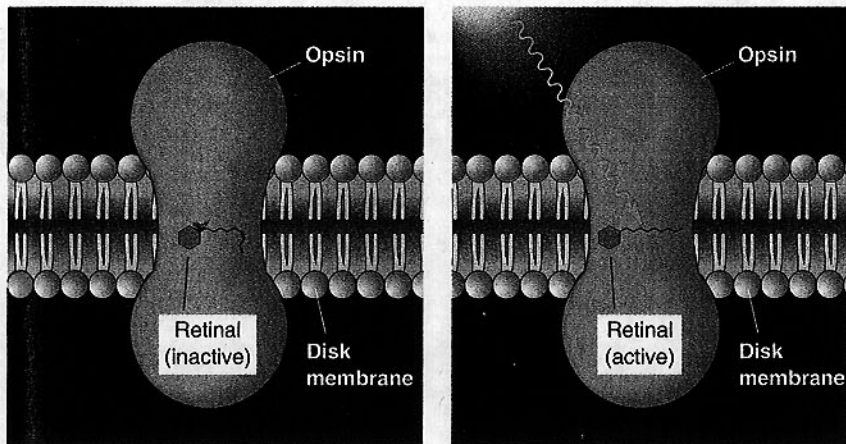 Opsin
Retinal
(inactive)
Disk
membrane
Opsin
Retinal
(active)
Disk
membrane